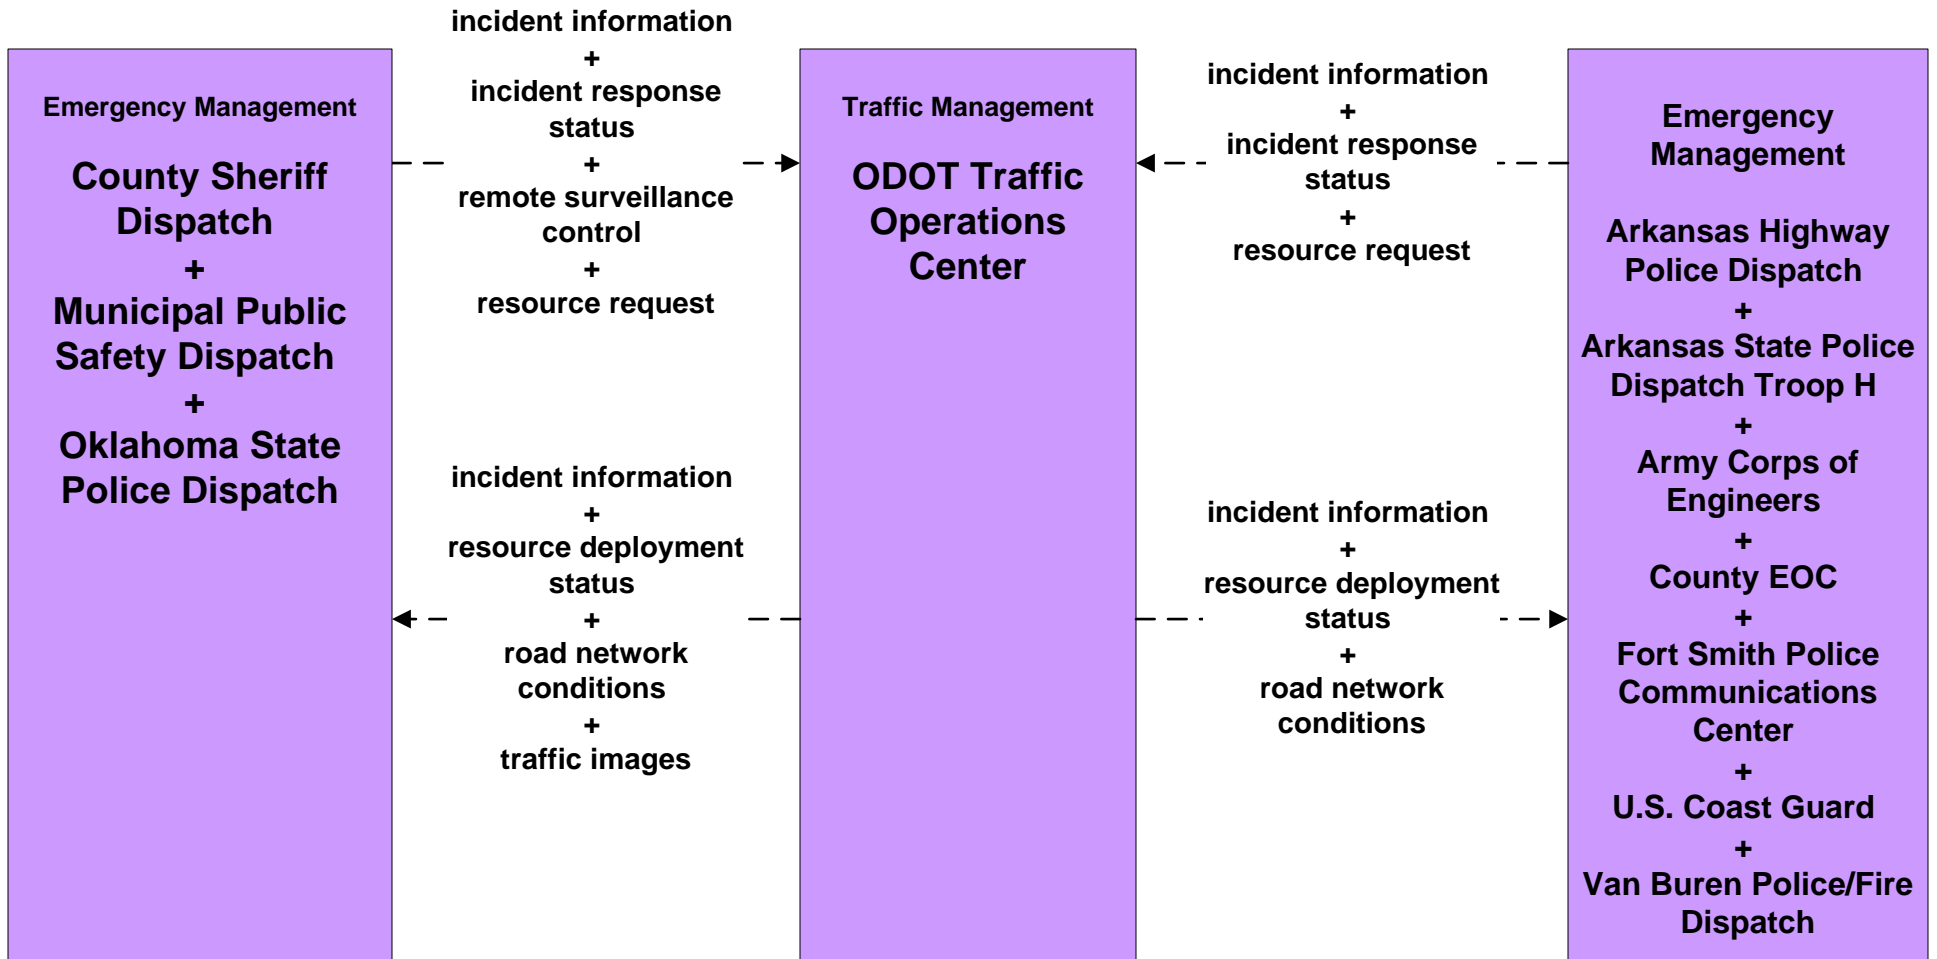 Emergency Management
County Sheriff
Dispatch
+
Municipal Public
Safety Dispatch
+
Oklahoma State
Police Dispatch
incident information
+
incident response
status
+
remote surveillance
control
+
resource request
incident information
+
resource deployment
status
+
road network
conditions
+
traffic images
Traffic Management
ODOT Traffic
Operations
Center
incident information
+
incident response
status
+
resource request
incident information
+
resource deployment
status
+
road network
conditions
Emergency
Management
Arkansas Highway
Police Dispatch
+
Arkansas State Police
Dispatch Troop H
+
Army Corps of
Engineers
+
County EOC
+
Fort Smith Police
Communications
Center
+
U.S. Coast Guard
+
Van Buren Police/Fire
Dispatch